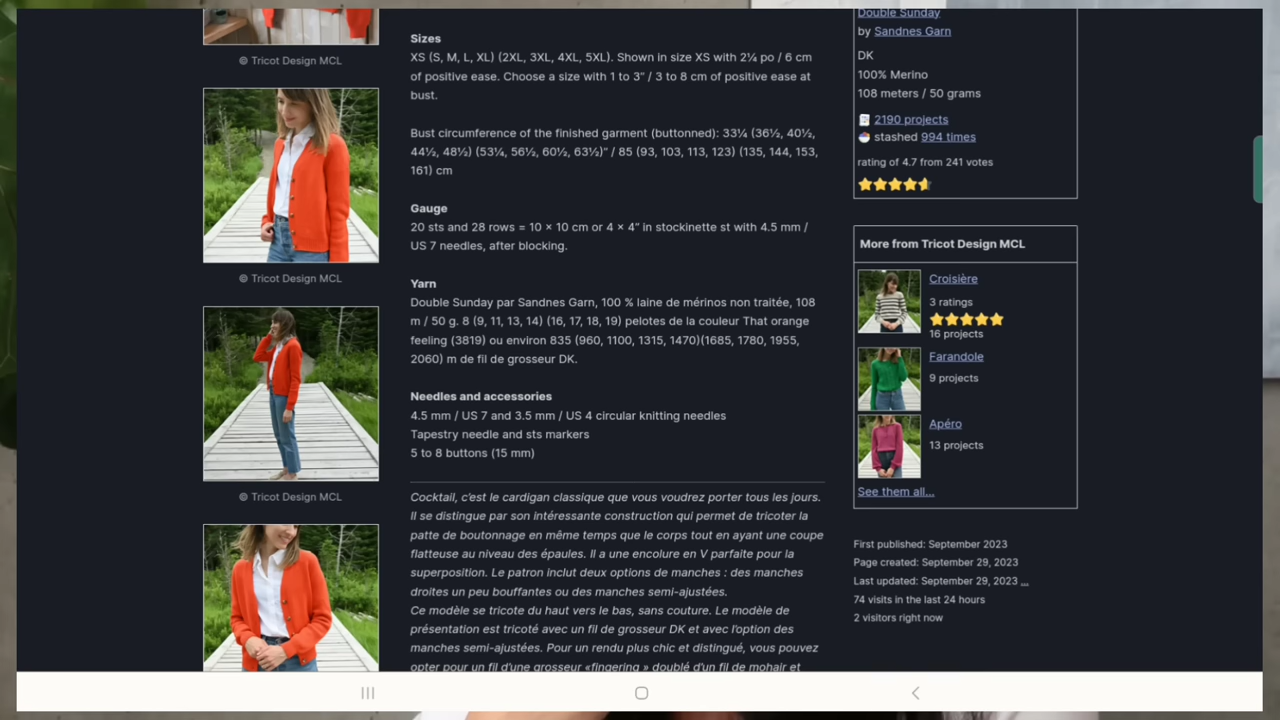 © Tricot Design MCL
© Tricot Design MCL
© Tricot Design MCL
Sizes
XS (S, M, L, XL) (2XL, 3XL, 4XL, 5XL). Shown in size XS with 2¼ po / 6 cm
of positive ease. Choose a size with 1 to 3” / 3 to 8 cm of positive ease at
bust.
Bust circumference of the finished garment (buttonned): 33¼ (36½, 40½,
44½, 48½) (53¼, 56½, 60½, 63½)” / 85 (93, 103, 113, 123) (135, 144, 153,
161) cm
Gauge
20 sts and 28 rows = 10 × 10 cm or 4 × 4” in stockinette st with 4.5 mm /
US 7 needles, after blocking.
Yarn
Double Sunday par Sandnes Garn, 100 % laine de mérinos non traitée, 108
m / 50 g. 8 (9, 11, 13, 14) (16, 17, 18, 19) pelotes de la couleur That orange
feeling (3819) ou environ 835 (960, 1100, 1315, 1470)(1685, 1780, 1955,
2060) m de fil de grosseur DK.
Needles and accessories
4.5 mm / US 7 and 3.5 mm / US 4 circular knitting needles
Tapestry needle and sts markers
5 to 8 buttons (15 mm)
Cocktail, c’est le cardigan classique que vous voudrez porter tous les jours.
Il se distingue par son intéressante construction qui permet de tricoter la
patte de boutonnage en même temps que le corps tout en ayant une coupe
flatteuse au niveau des épaules. Il a une encolure en V parfaite pour la
superposition. Le patron inclut deux options de manches : des manches
droites un peu bouffantes ou des manches semi-ajustées.
Ce modèle se tricote du haut vers le bas, sans couture. Le modèle de
présentation est tricoté avec un fil de grosseur DK et avec l’option des
manches semi-ajustées. Pour un rendu plus chic et distingué, vous pouvez
opter pour un fil d’une grosseur «fingering » doublé d’un fil de mohair et
Double Sunday
by Sandnes Garn
DK
100% Merino
108 meters / 50 grams
2190 projects
stashed 994 times
rating of 4.7 from 241 votes
More from Tricot Design MCL
Croisière
3 ratings
16 projects
Farandole
9 projects
Apéro
13 projects
See them all...
First published: September 2023
Page created: September 29, 2023
Last updated: September 29, 2023 ...
74 visits in the last 24 hours
2 visitors right now